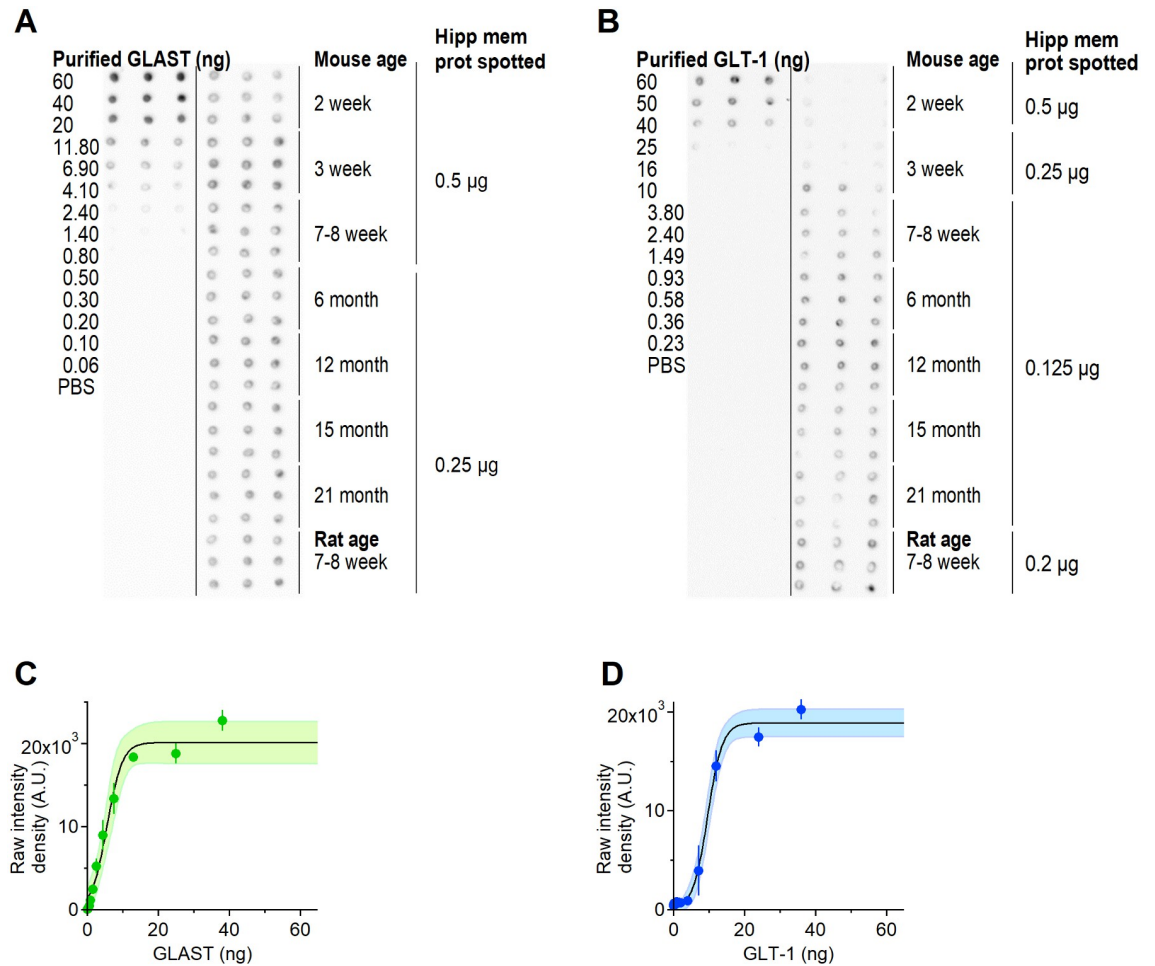 A
Purified GLAST (ng)
Mouse age
Hipp mem
prot spotted
60
40
20
11.80
6.90
4.10
2.40
1.40
0.80
0.50
0.30
0.20
0.10
0.06
PBS
2 week
3 week
7-8 week
6 month
12 month
15 month
21 month
Rat age
7-8 week
0.5 µg
0.25 µg
B
Purified GLT-1 (ng)
Mouse age
Hipp mem
prot spotted
60
50
40
25
16
10
3.80
2.40
1.49
0.93
0.58
0.36
0.23
PBS
2 week
3 week
7-8 week
6 month
12 month
15 month
21 month
Rat age
7-8 week
0.5 µg
0.25 µg
0.125 µg
0.2 µg
C
Raw intensity
density (A.U.)
20x10³
10
0
0 20 40 60
GLAST (ng)
D
Raw intensity
density (A.U.)
20x10³
10
0
0 20 40 60
GLT-1 (ng)